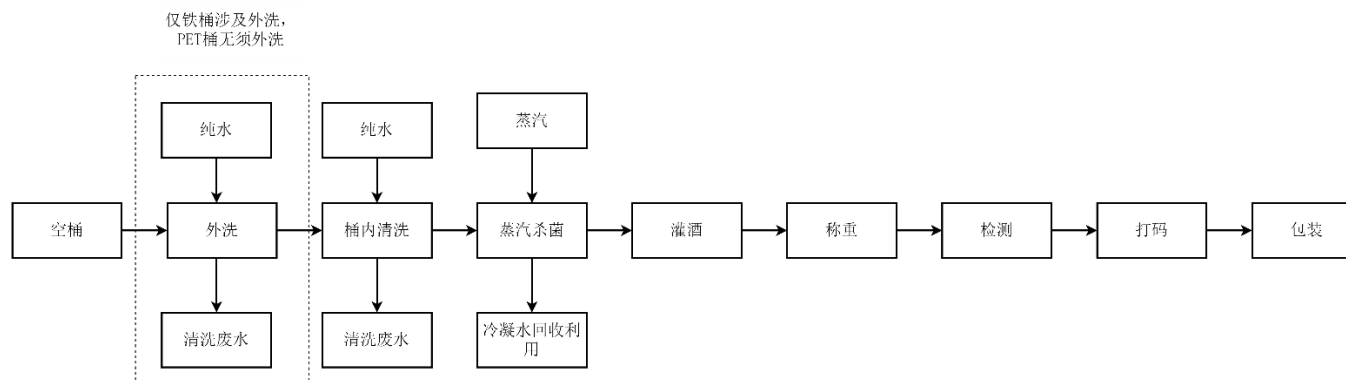 仅铁桶涉及外洗，
PET桶无须外洗
纯水
纯水
蒸汽
空桶
外洗
桶内清洗
蒸汽杀菌
灌酒
称重
检测
打码
包装
清洗废水
清洗废水
冷凝水回收利
用